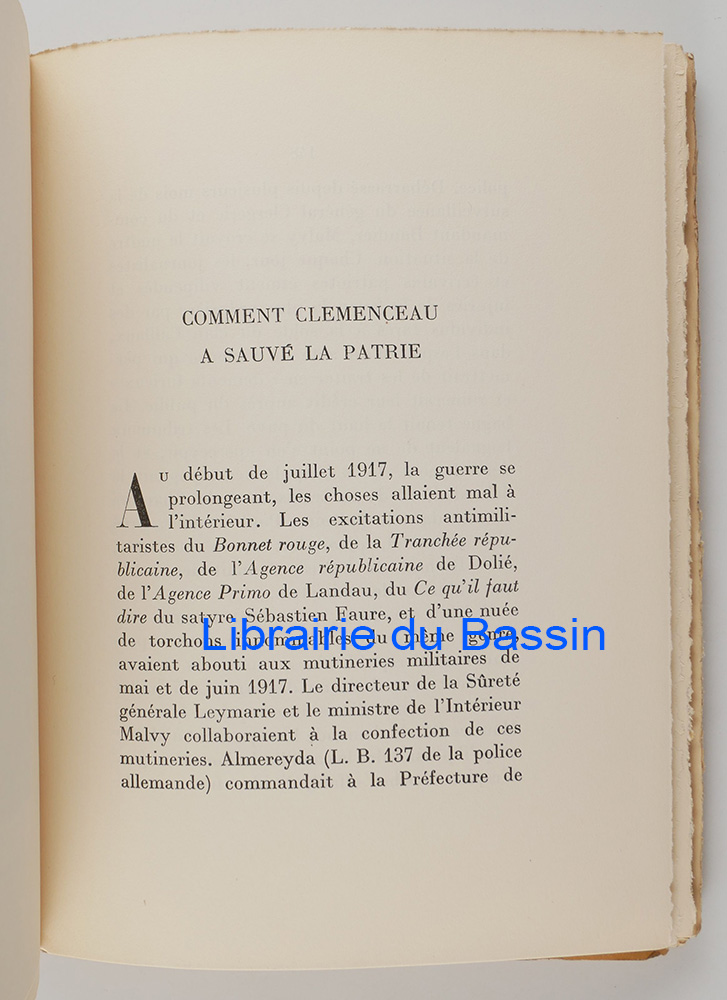 COMMENT CLEMENCEAU
A SAUVÉ LA PATRIE
AU début de juillet 1917, la guerre se
prolongeant, les choses allaient mal à
l'intérieur. Les excitations antimili-
taristes du Bonnet rouge, de la Tranchée répu-
blicaine, de l'Agence républicaine de Dolié,
de l'Agence Primo de Landau, du Ce qu'il faut
dire du satyre Sébastien Faure, et d'une nuée
de torchons innommables du même genre,
Librairie du Bassin
avaient abouti aux mutineries militaires de
mai et de juin 1917. Le directeur de la Sûreté
générale Leymarie et le ministre de l'Intérieur
Malvy collaboraient à la confection de ces
mutineries. Almereyda (L. B. 137 de la police
allemande) commandait à la Préfecture de